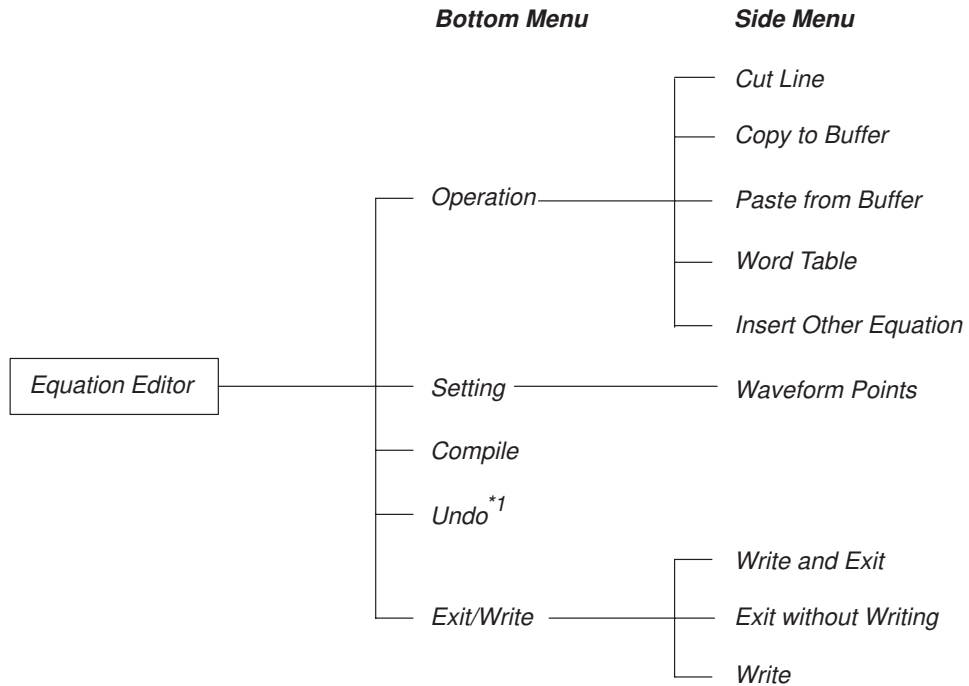 Bottom Menu Side Menu
Cut Line
Copy to Buffer
Operation Paste from Buffer
Word Table
Insert Other Equation
Equation Editor Setting Waveform Points
Compile
Undo*1
Write and Exit
Exit/Write Exit without Writing
Write